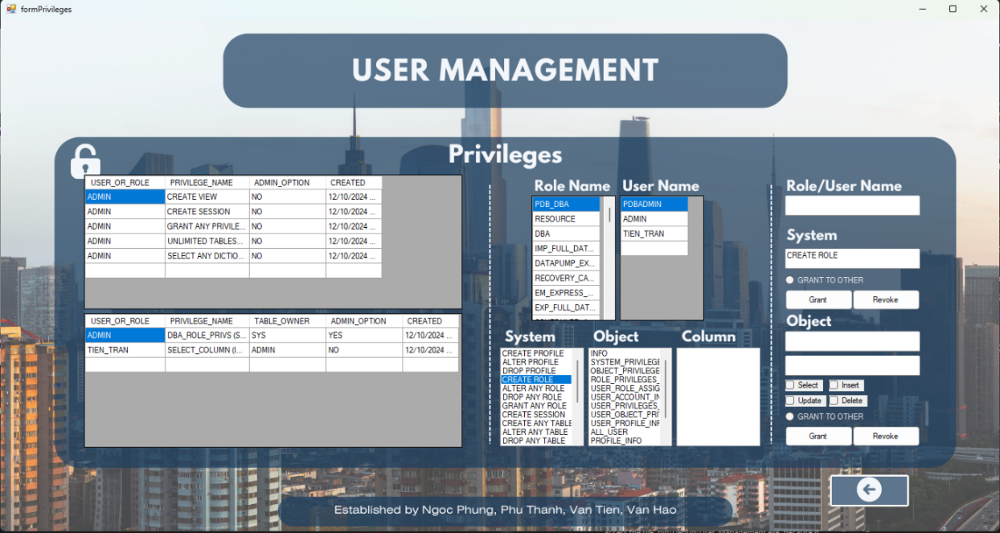 formPrivileges
USER MANAGEMENT
Privileges
USER_OR_ROLE PRIVILEGE_NAME ADMIN_OPTION CREATED
ADMIN CREATE VIEW NO 12/10/2024 ...
ADMIN CREATE SESSION NO 12/10/2024 ...
ADMIN GRANT ANY PRIVILE... NO 12/10/2024 ...
ADMIN UNLIMITED TABLES... NO 12/10/2024 ...
ADMIN SELECT ANY DICTIO... NO 12/10/2024 ...
USER_OR_ROLE PRIVILEGE_NAME TABLE_OWNER ADMIN_OPTION CREATED
ADMIN DBA_ROLE_PRIVS (S... SYS YES 12/10/2024 ...
TIEN_TRAN SELECT_COLUMN (I... ADMIN NO 12/10/2024 ...
Role Name
PDB_DBA
RESOURCE
DBA
IMP_FULL_DAT...
DATAPUMP_EX...
RECOVERY_CA...
EM_EXPRESS_...
EXP_FULL_DAT...
User Name
PDBADMIN
ADMIN
TIEN_TRAN
System
CREATE PROFILE
ALTER PROFILE
DROP PROFILE
CREATE ROLE
ALTER ANY ROLE
DROP ANY ROLE
GRANT ANY ROLE
CREATE SESSION
CREATE ANY TABLE
ALTER ANY TABLE
DROP ANY TABLE
Object
INFO
SYSTEM_PRIVILEGE
OBJECT_PRIVILEGE
ROLE_PRIVILEGES_
USER_ROLE_ASSIG
USER_ACCOUNT_IN
USER_PRIVILEGES_
USER_OBJECT_PRI
USER_PROFILE_INF
ALL_USER
PROFILE_INFO
Column
Role/User Name
System
CREATE ROLE
GRANT TO OTHER
Grant Revoke
Object
Select Insert
Update Delete
GRANT TO OTHER
Grant Revoke
Established by Ngoc Phung, Phu Thanh, Van Tien, Van Hao